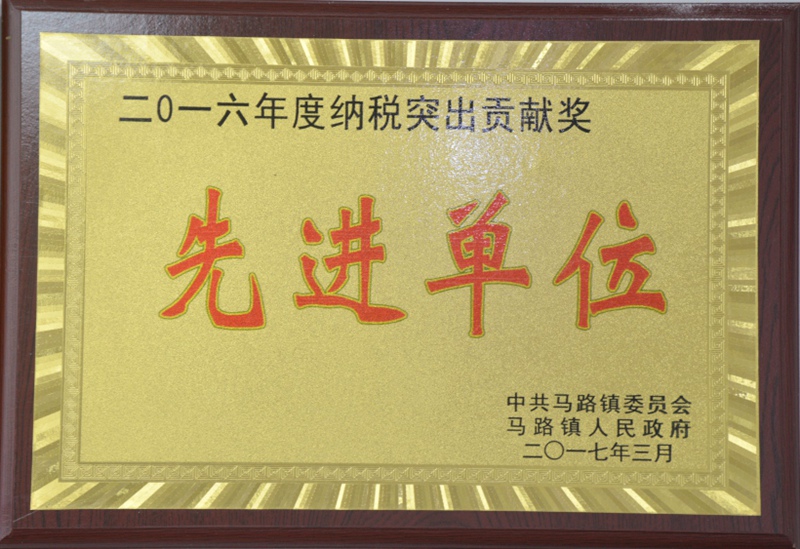 二0一六年度纳税突出贡献奖
先进单位
中共马路镇委员会
马路镇人民政府
二〇一七年三月